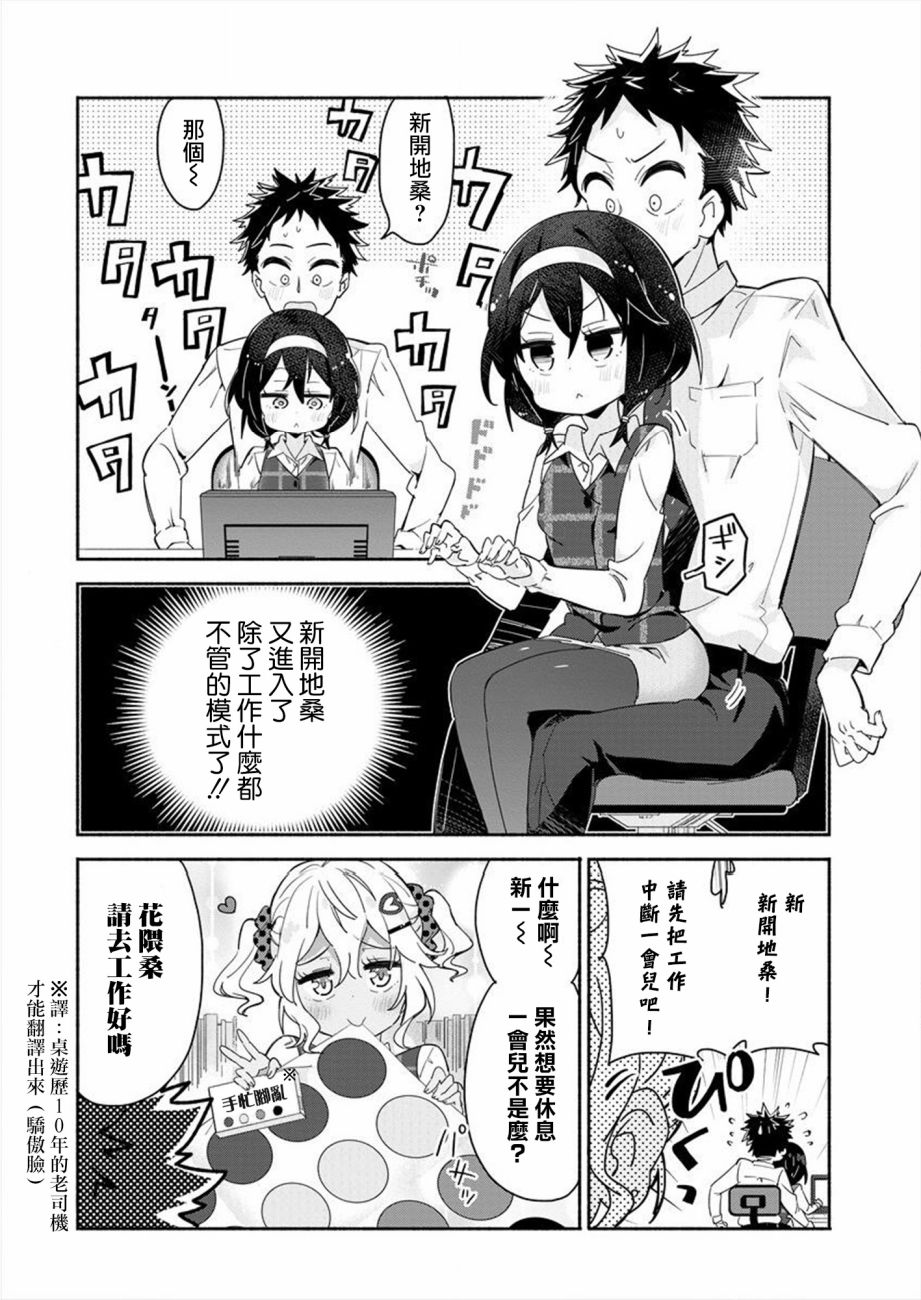 新開地桑?
那個～
カタ
カタ
カタ
カタ
カタ
カタ
ターン
ポチッ
ドドドドド
ギシッ
新開地桑
又進入了
除了工作什麼都
不管的模式了!!
新
新開地桑!
請先把工作
中斷一會兒吧!
ぴ
什麼啊～
新一～
果然想要休息
一會兒不是麼?
※
手忙腳亂
花隈桑
請去工作好嗎
※譯:桌遊歷10年的老司機
才能翻譯出來(驕傲臉)